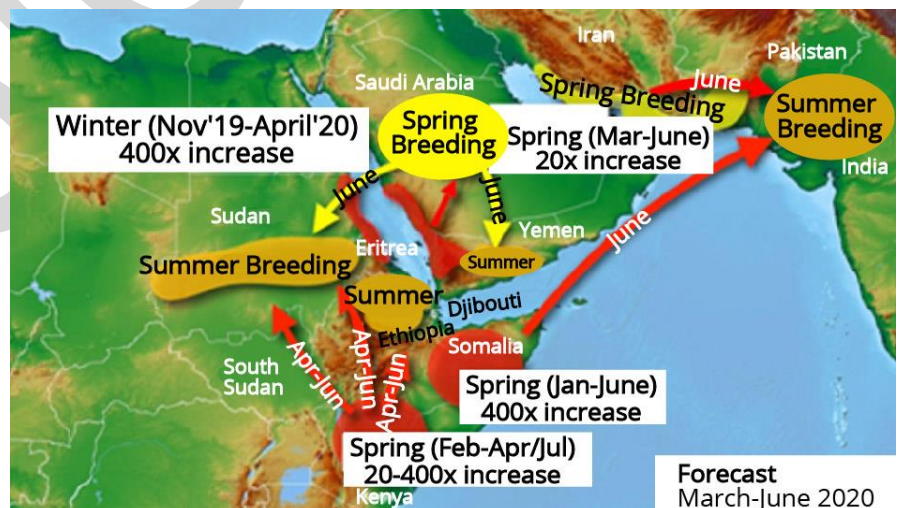 Iran
Pakistan
Saudi Arabia
June
Spring Breeding
Summer
Breeding
Winter (Nov'19-April'20)
400x increase
Spring
Breeding
Spring (Mar-June)
20x increase
India
June
June
June
Sudan
Yemen
Eritrea
Summer Breeding
Summer
Summer
Djibouti
Ethiopia
Somalia
Apr-Jun
Apr-Jun
Apr-Jun
South
Sudan
Spring (Jan-June)
400x increase
Spring (Feb-Apr/Jul)
20-400x increase
Kenya
Forecast
March-June 2020